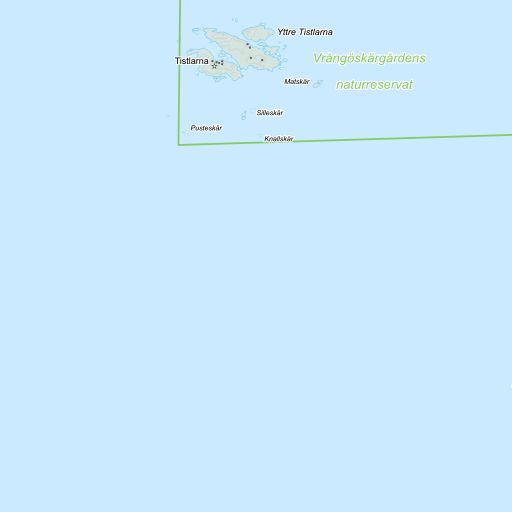 Yttre Tistlarna
Tistlarna
Vrångöskärgårdens
naturreservat
Matskär
Silleskär
Pusteskär
Knallskär